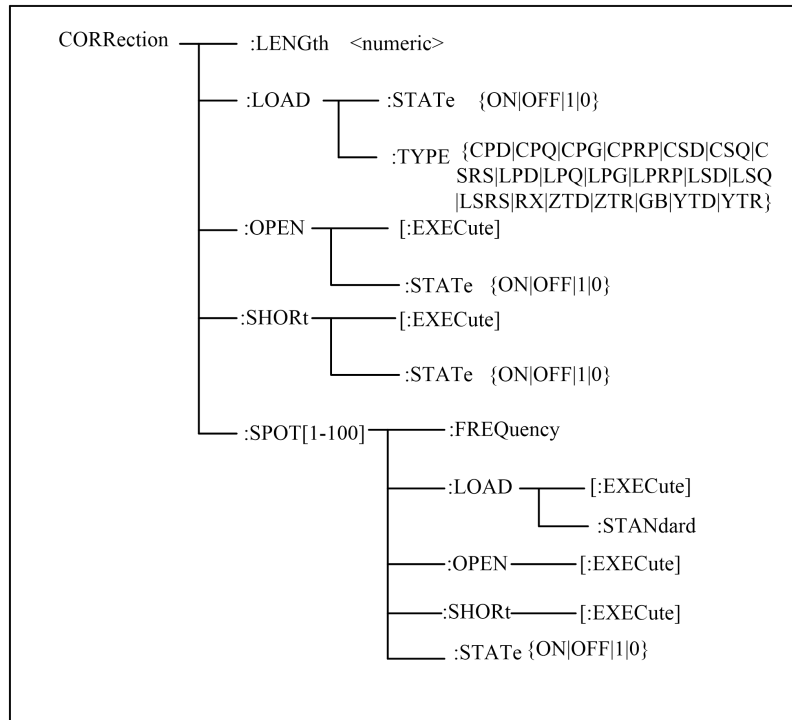 CORRection :LENGth <numeric>
:LOAD :STATe {ON|OFF|1|0}
:TYPE {CPD|CPQ|CPG|CPRP|CSD|CSQ|C
SRS|LPD|LPQ|LPG|LPRP|LSD|LSQ
|LSRS|RX|ZTD|ZTR|GB|YTD|YTR}
:OPEN [:EXECute]
:STATe {ON|OFF|1|0}
:SHORt [:EXECute]
:STATe {ON|OFF|1|0}
:SPOT[1-100] :FREQuency
:LOAD [:EXECute]
:STANdard
:OPEN [:EXECute]
:SHORt [:EXECute]
:STATe {ON|OFF|1|0}